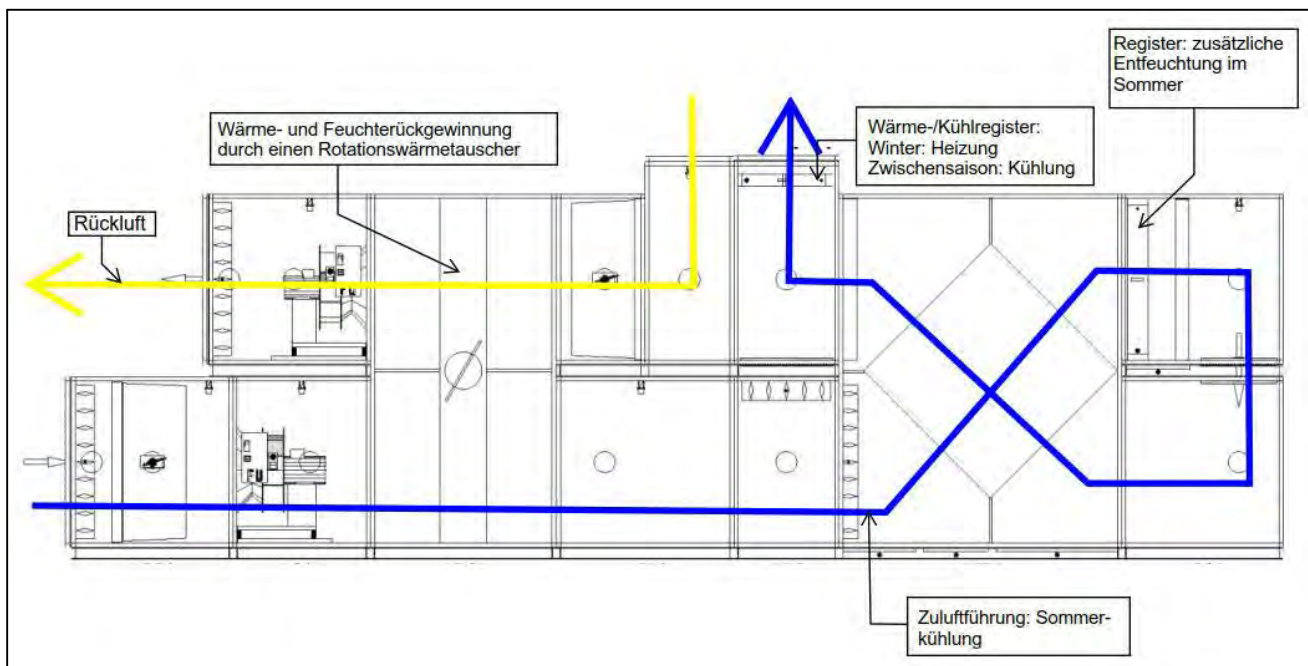 Register: zusätzliche
Entfeuchtung im
Sommer
Wärme- und Feuchterückgewinnung
durch einen Rotationswärmetauscher
Wärme-/Kühlregister:
Winter: Heizung
Zwischensaison: Kühlung
Rückluft
FU
FU
Zuluftführung: Sommer-
kühlung